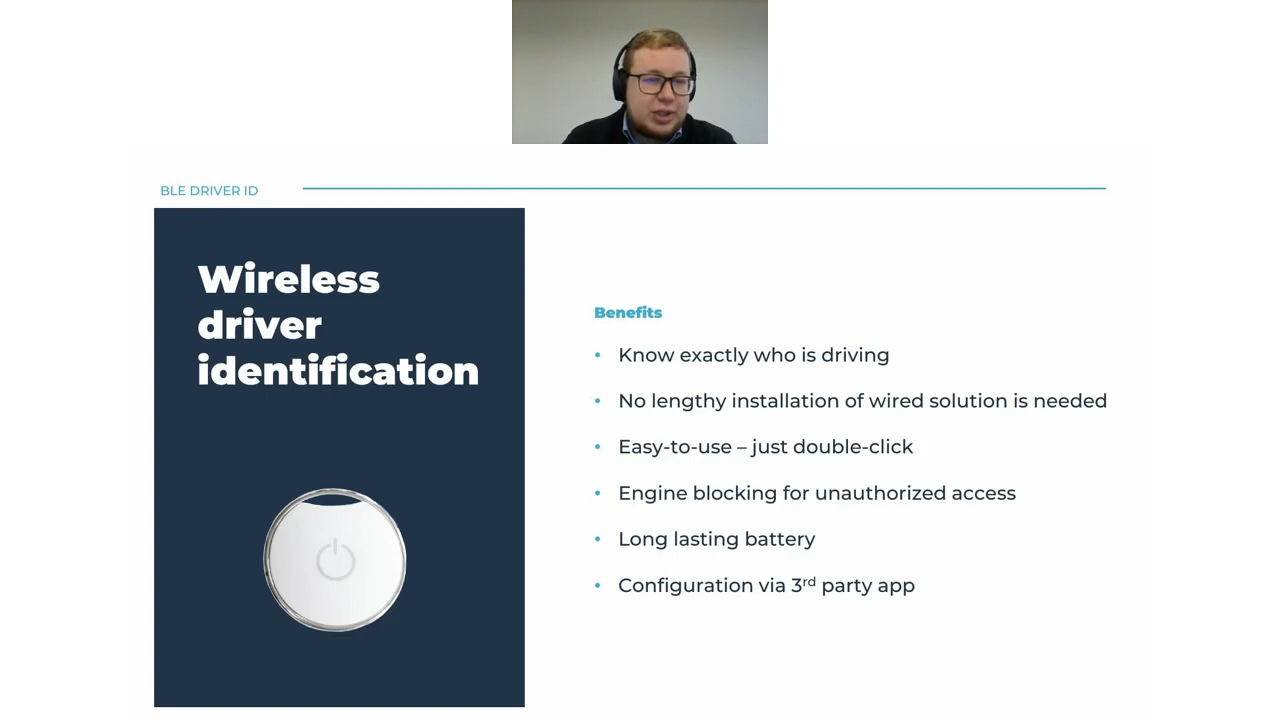 BLE DRIVER ID
Wireless
driver
identification
Benefits
• Know exactly who is driving
• No lengthy installation of wired solution is needed
• Easy-to-use – just double-click
• Engine blocking for unauthorized access
• Long lasting battery
• Configuration via 3rd party app